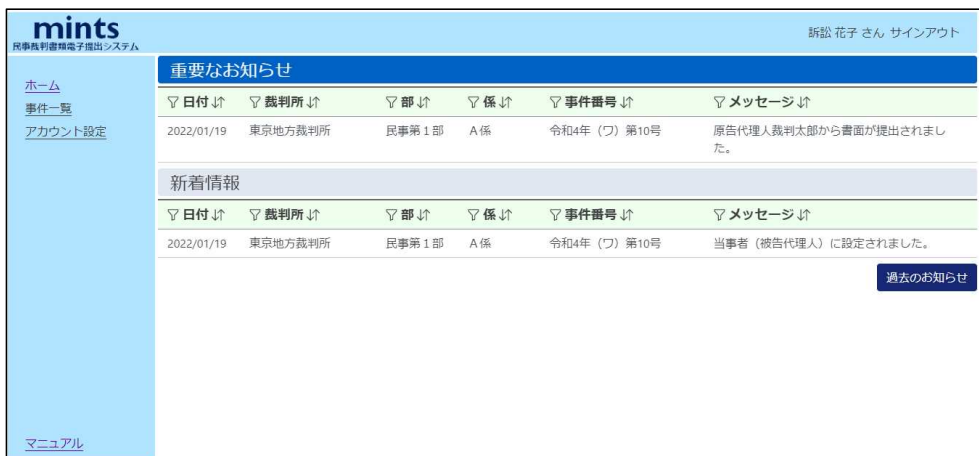 mints
民事裁判書類電子提出システム
訴訟 花子 さん サインアウト
ホーム
事件一覧
アカウント設定
マニュアル
重要なお知らせ
日付 裁判所 部 係 事件番号 メッセージ
2022/01/19 東京地方裁判所 民事第1部 A係 令和4年（ワ）第10号 原告代理人裁判太郎から書面が提出されまし
た。
新着情報
日付 裁判所 部 係 事件番号 メッセージ
2022/01/19 東京地方裁判所 民事第1部 A係 令和4年（ワ）第10号 当事者（被告代理人）に設定されました。
過去のお知らせ